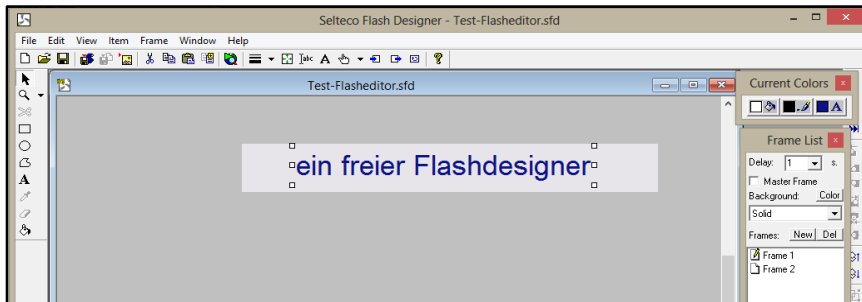 Selteco Flash Designer - Test-Flasheditor.sfd
File Edit View Item Frame Window Help
Test-Flasheditor.sfd
ein freier Flashdesigner
Current Colors
Frame List
Delay: 1 s.
Master Frame
Background: Color
Solid
Frames: New Del
Frame 1
Frame 2